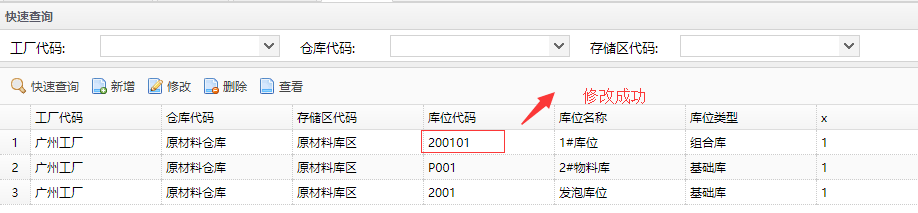 快速查询
工厂代码: 仓库代码: 存储区代码:
快速查询 新增 修改 删除 查看
修改成功
工厂代码 仓库代码 存储区代码 库位代码 库位名称 库位类型 x
1 广州工厂 原材料仓库 原材料库区 200101 1#库位 组合库 1
2 广州工厂 原材料仓库 原材料库区 P001 2#物料库 基础库 1
3 广州工厂 原材料仓库 原材料库区 2001 发泡库位 基础库 1